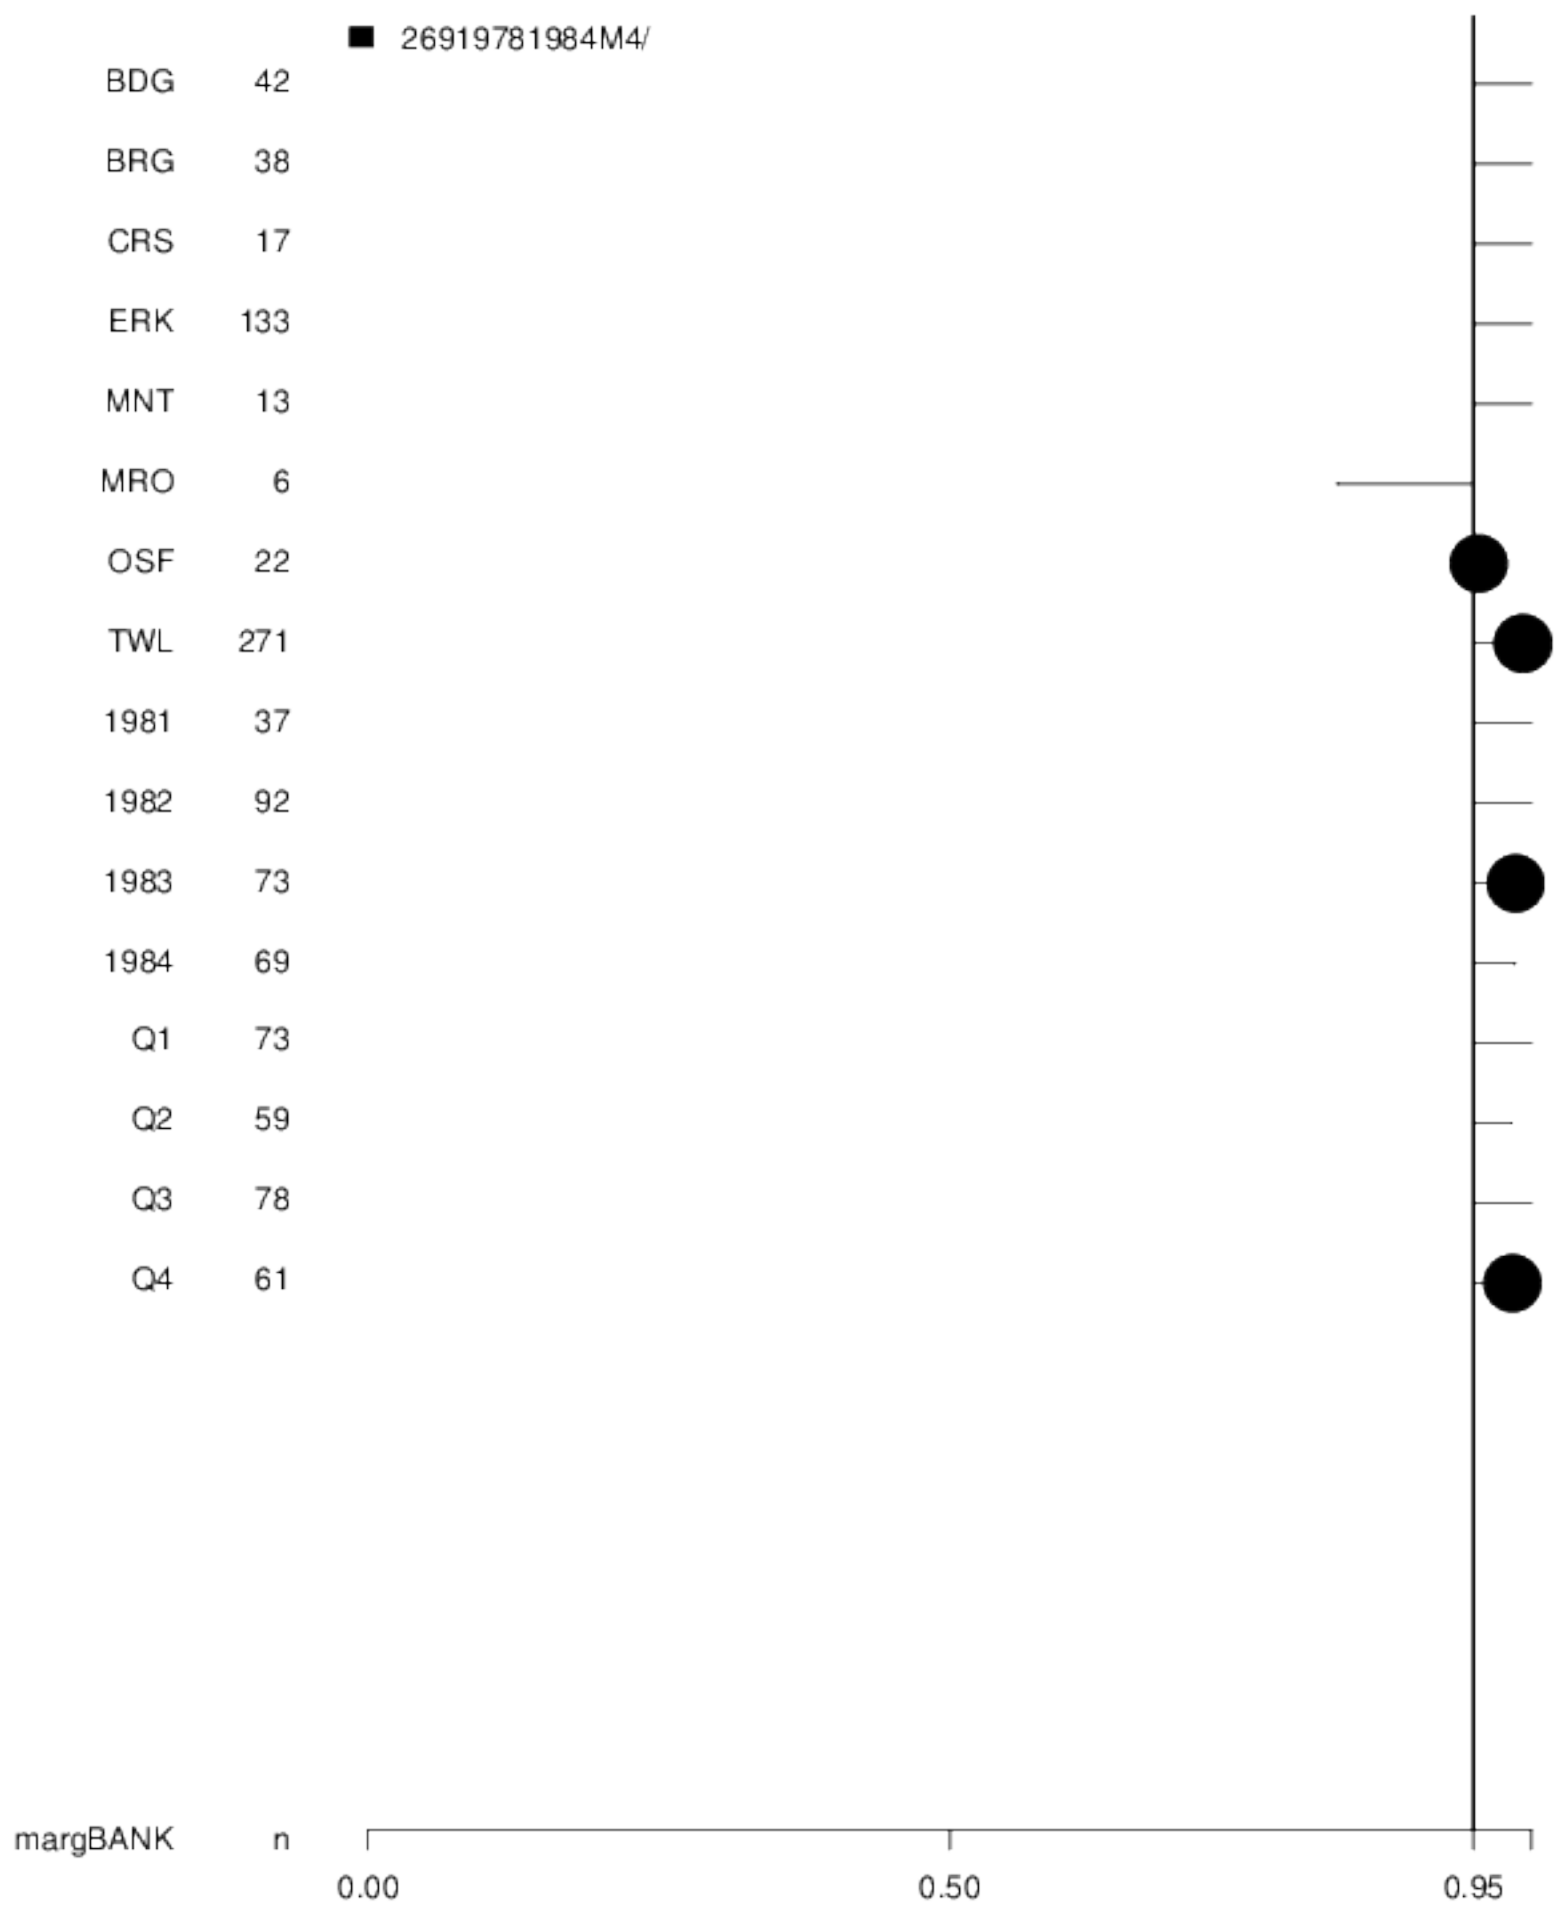 26919781984M4/
BDG 42
BRG 38
CRS 17
ERK 133
MNT 13
MRO 6
OSF 22
TWL 271
1981 37
1982 92
1983 73
1984 69
Q1 73
Q2 59
Q3 78
Q4 61
margBANK n
0.00 0.50 0.95